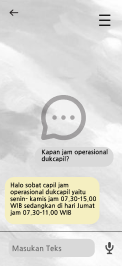 Kapan jam operasional
dukcapil?
Halo sobat capil jam
operasional dukcapil yaitu
senin- kamis jam 07.30-15.00
WIB sedangkan di hari Jumat
jam 07.30-11.00 WIB
Masukan Teks